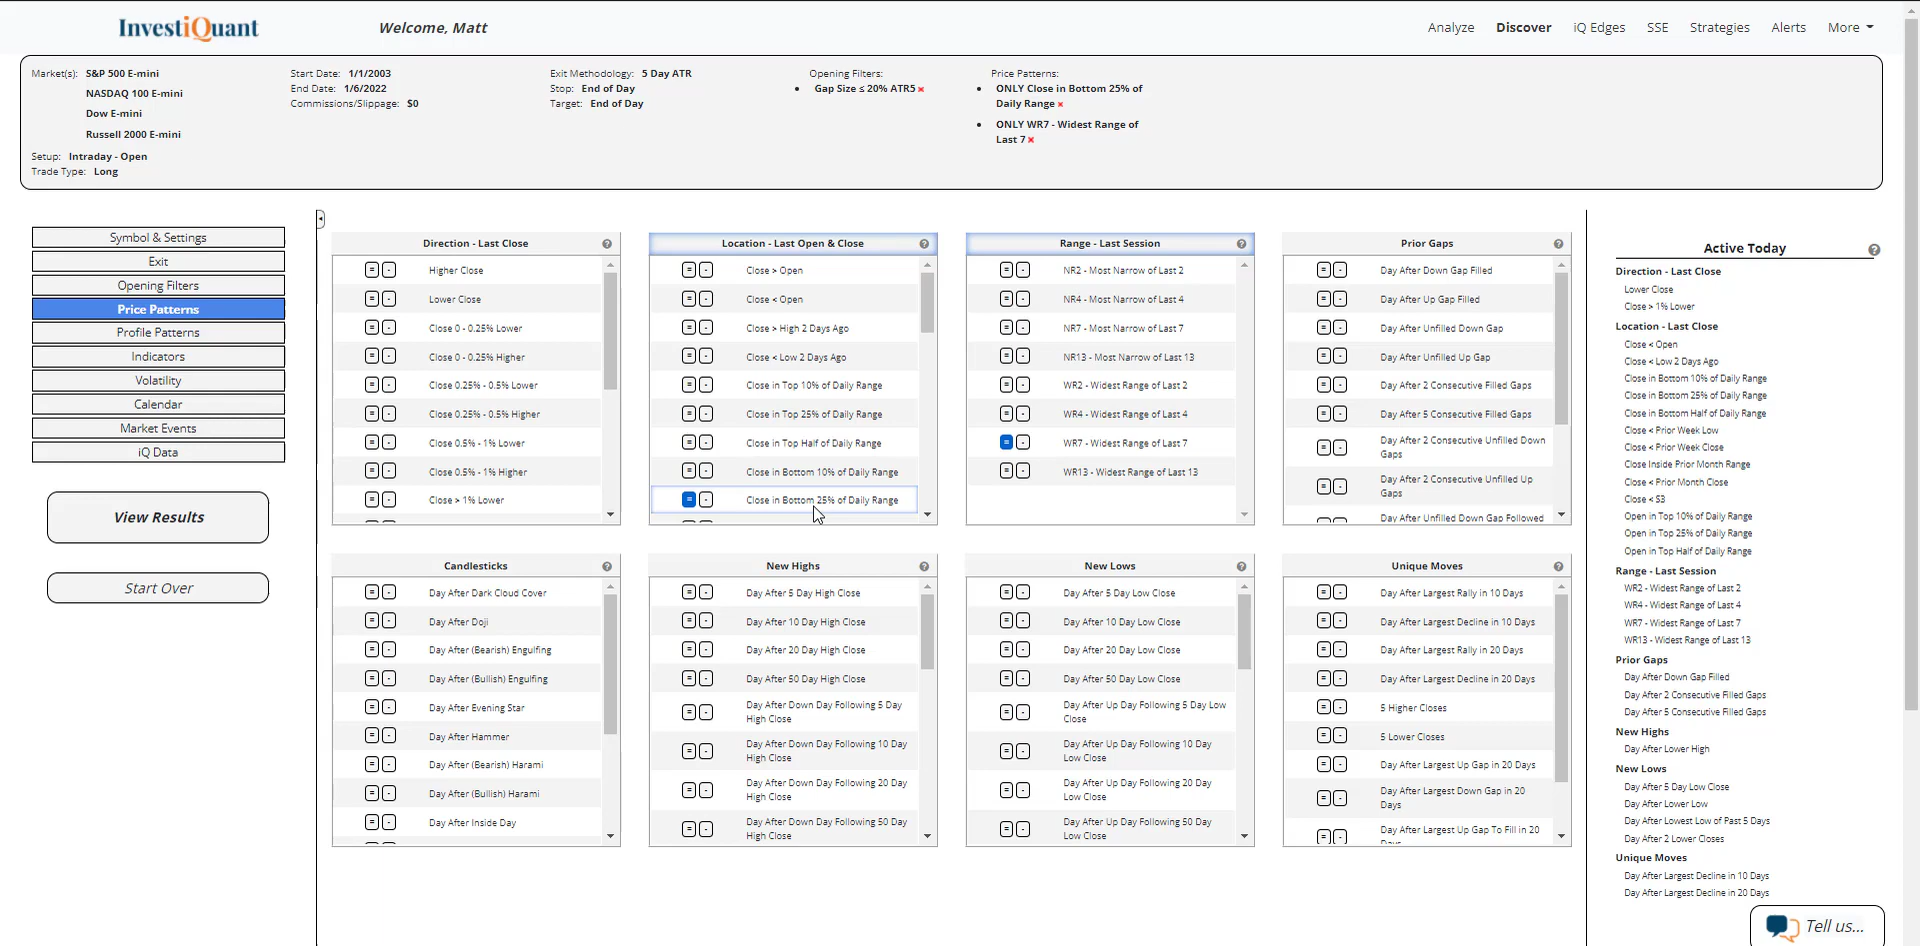 InvestiQuant
Welcome, Matt
Analyze
Discover
iQ Edges
SSE
Strategies
Alerts
More
Market(s): S&P 500 E-mini
NASDAQ 100 E-mini
Dow E-mini
Russell 2000 E-mini
Setup: Intraday - Open
Trade Type: Long
Start Date: 1/1/2003
End Date: 1/6/2022
Commissions/Slippage: $0
Exit Methodology: 5 Day ATR
Stop: End of Day
Target: End of Day
Opening Filters:
Gap Size ≤ 20% ATR5 x
Price Patterns:
ONLY Close in Bottom 25% of
Daily Range x
ONLY WR7 - Widest Range of
Last 7 x
Symbol & Settings
Exit
Opening Filters
Price Patterns
Profile Patterns
Indicators
Volatility
Calendar
Market Events
iQ Data
View Results
Start Over
Direction - Last Close ?
= - Higher Close
= - Lower Close
= - Close 0 - 0.25% Lower
= - Close 0 - 0.25% Higher
= - Close 0.25% - 0.5% Lower
= - Close 0.25% - 0.5% Higher
= - Close 0.5% - 1% Lower
= - Close 0.5% - 1% Higher
= - Close > 1% Lower
Location - Last Open & Close ?
= - Close > Open
= - Close < Open
= - Close > High 2 Days Ago
= - Close < Low 2 Days Ago
= - Close in Top 10% of Daily Range
= - Close in Top 25% of Daily Range
= - Close in Top Half of Daily Range
= - Close in Bottom 10% of Daily Range
= - Close in Bottom 25% of Daily Range
Range - Last Session ?
= - NR2 - Most Narrow of Last 2
= - NR4 - Most Narrow of Last 4
= - NR7 - Most Narrow of Last 7
= - NR13 - Most Narrow of Last 13
= - WR2 - Widest Range of Last 2
= - WR4 - Widest Range of Last 4
= - WR7 - Widest Range of Last 7
= - WR13 - Widest Range of Last 13
Prior Gaps ?
= - Day After Down Gap Filled
= - Day After Up Gap Filled
= - Day After Unfilled Down Gap
= - Day After Unfilled Up Gap
= - Day After 2 Consecutive Filled Gaps
= - Day After 5 Consecutive Filled Gaps
= - Day After 2 Consecutive Unfilled Down
Gaps
= - Day After 2 Consecutive Unfilled Up
Gaps
= - Day After Unfilled Down Gap Followed
Candlesticks ?
= - Day After Dark Cloud Cover
= - Day After Doji
= - Day After (Bearish) Engulfing
= - Day After (Bullish) Engulfing
= - Day After Evening Star
= - Day After Hammer
= - Day After (Bearish) Harami
= - Day After (Bullish) Harami
= - Day After Inside Day
New Highs ?
= - Day After 5 Day High Close
= - Day After 10 Day High Close
= - Day After 20 Day High Close
= - Day After 50 Day High Close
= - Day After Down Day Following 5 Day
High Close
= - Day After Down Day Following 10 Day
High Close
= - Day After Down Day Following 20 Day
High Close
= - Day After Down Day Following 50 Day
High Close
New Lows ?
= - Day After 5 Day Low Close
= - Day After 10 Day Low Close
= - Day After 20 Day Low Close
= - Day After 50 Day Low Close
= - Day After Up Day Following 5 Day Low
Close
= - Day After Up Day Following 10 Day
Low Close
= - Day After Up Day Following 20 Day
Low Close
= - Day After Up Day Following 50 Day
Low Close
Unique Moves ?
= - Day After Largest Rally in 10 Days
= - Day After Largest Decline in 10 Days
= - Day After Largest Rally in 20 Days
= - Day After Largest Decline in 20 Days
= - 5 Higher Closes
= - 5 Lower Closes
= - Day After Largest Up Gap in 20 Days
= - Day After Largest Down Gap in 20
Days
= - Day After Largest Up Gap To Fill in 20
Days
Active Today ?
Direction - Last Close
Lower Close
Close > 1% Lower
Location - Last Close
Close < Open
Close < Low 2 Days Ago
Close in Bottom 10% of Daily Range
Close in Bottom 25% of Daily Range
Close in Bottom Half of Daily Range
Close < Prior Week Low
Close < Prior Week Close
Close Inside Prior Month Range
Close < Prior Month Close
Close < S3
Open in Top 10% of Daily Range
Open in Top 25% of Daily Range
Open in Top Half of Daily Range
Range - Last Session
WR2 - Widest Range of Last 2
WR4 - Widest Range of Last 4
WR7 - Widest Range of Last 7
WR13 - Widest Range of Last 13
Prior Gaps
Day After Down Gap Filled
Day After 2 Consecutive Filled Gaps
Day After 5 Consecutive Filled Gaps
New Highs
Day After Lower High
New Lows
Day After 5 Day Low Close
Day After Lower Low
Day After Lowest Low of Past 5 Days
Day After 2 Lower Closes
Unique Moves
Day After Largest Decline in 10 Days
Day After Largest Decline in 20 Days
Tell us...